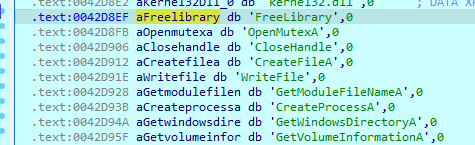 .text:0042D8E2 aKernel32Dll_0 db 'kernel32.dll',0 ; DATA XR
.text:0042D8EF aFreelibrary db 'FreeLibrary',0
.text:0042D8FB aOpenmutexa db 'OpenMutexA',0
.text:0042D906 aClosehandle db 'CloseHandle',0
.text:0042D912 aCreatefilea db 'CreateFileA',0
.text:0042D91E aWritefile db 'WriteFile',0
.text:0042D928 aGetmodulefilen db 'GetModuleFileNameA',0
.text:0042D93B aCreateprocessa db 'CreateProcessA',0
.text:0042D94A aGetwindowsdire db 'GetWindowsDirectoryA',0
.text:0042D95F aGetvolumeinfor db 'GetVolumeInformationA',0